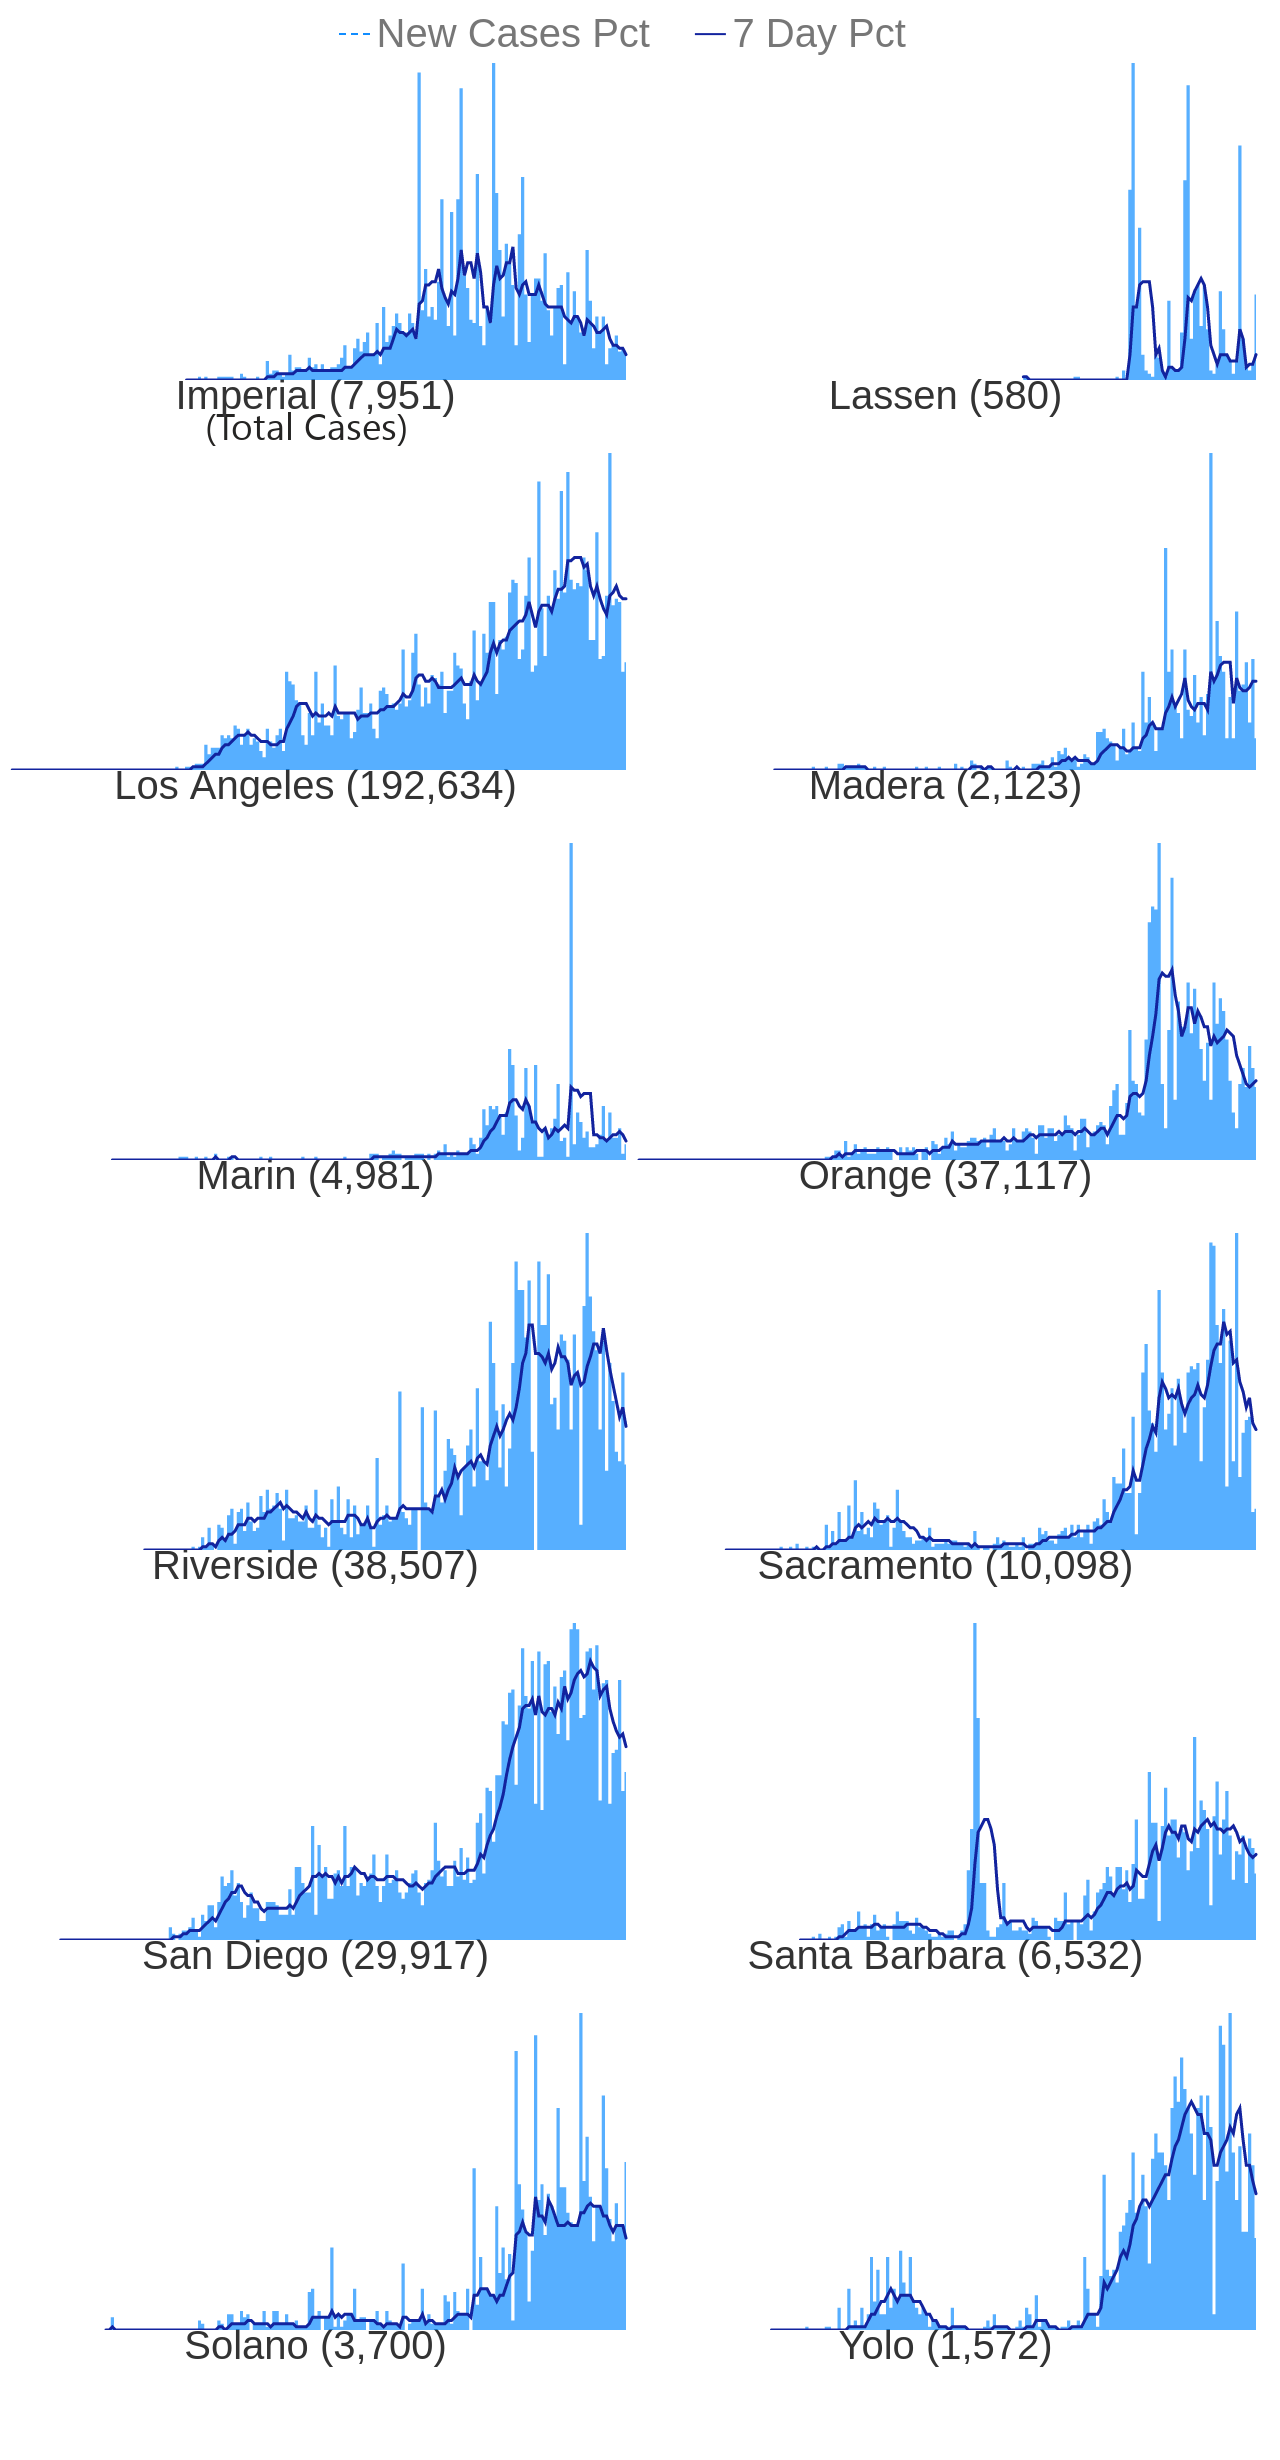 New Cases Pct 7 Day Pct
Imperial (7,951) Lassen (580)
(Total Cases)
Los Angeles (192,634) Madera (2,123)
Marin (4,981) Orange (37,117)
Riverside (38,507) Sacramento (10,098)
San Diego (29,917) Santa Barbara (6,532)
Solano (3,700) Yolo (1,572)